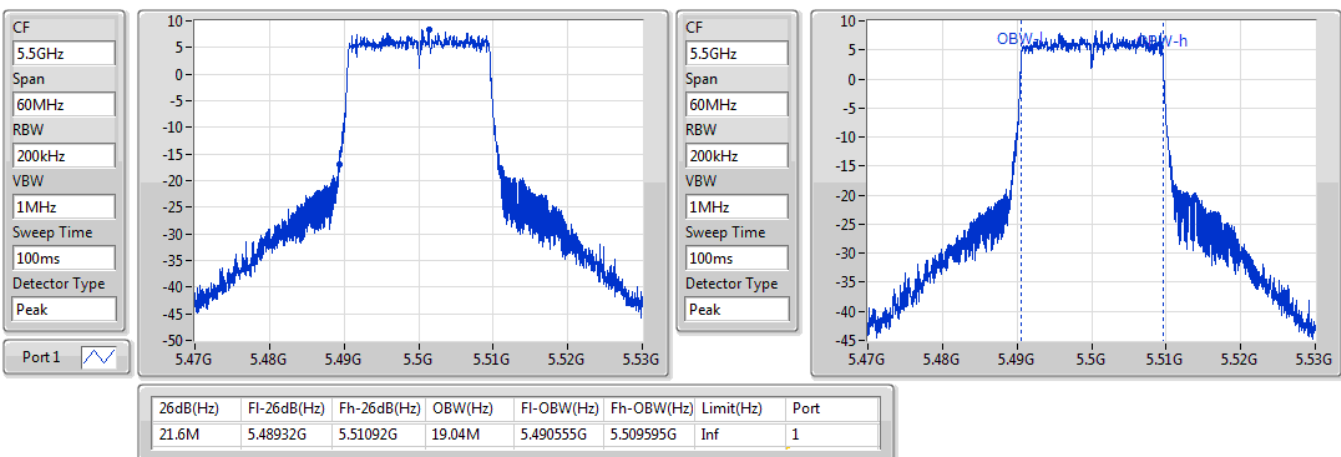 CF
5.5GHz
Span
60MHz
RBW
200kHz
VBW
1MHz
Sweep Time
100ms
Detector Type
Peak
Port 1
10
5
0
-5
-10
-15
-20
-25
-30
-35
-40
-45
-50
5.47G 5.48G 5.49G 5.5G 5.51G 5.52G 5.53G
CF
5.5GHz
Span
60MHz
RBW
200kHz
VBW
1MHz
Sweep Time
100ms
Detector Type
Peak
10
5
0
-5
-10
-15
-20
-25
-30
-35
-40
-45
OBW-h
5.47G 5.48G 5.49G 5.5G 5.51G 5.52G 5.53G
26dB(Hz) Fl-26dB(Hz) Fh-26dB(Hz) OBW(Hz) Fl-OBW(Hz) Fh-OBW(Hz) Limit(Hz) Port
21.6M 5.48932G 5.51092G 19.04M 5.490555G 5.509595G Inf 1